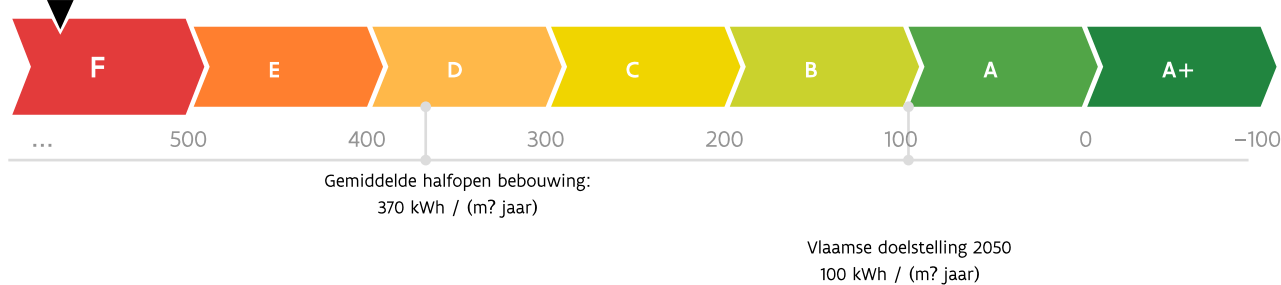 F E D C B A A+
... 500 400 300 200 100 0 –100
Gemiddelde halfopen bebouwing:
370 kWh / (m? jaar)
Vlaamse doelstelling 2050
100 kWh / (m? jaar)